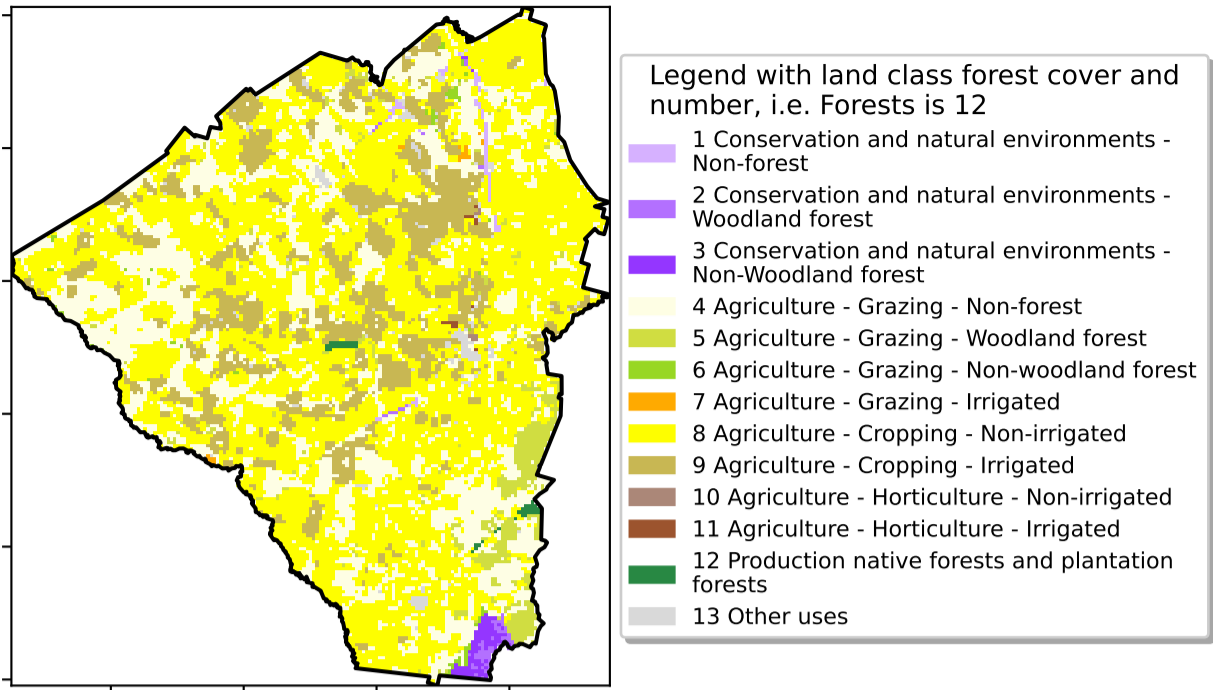 Legend with land class forest cover and
number, i.e. Forests is 12
1 Conservation and natural environments -
Non-forest
2 Conservation and natural environments -
Woodland forest
3 Conservation and natural environments -
Non-Woodland forest
4 Agriculture - Grazing - Non-forest
5 Agriculture - Grazing - Woodland forest
6 Agriculture - Grazing - Non-woodland forest
7 Agriculture - Grazing - Irrigated
8 Agriculture - Cropping - Non-irrigated
9 Agriculture - Cropping - Irrigated
10 Agriculture - Horticulture - Non-irrigated
11 Agriculture - Horticulture - Irrigated
12 Production native forests and plantation
forests
13 Other uses